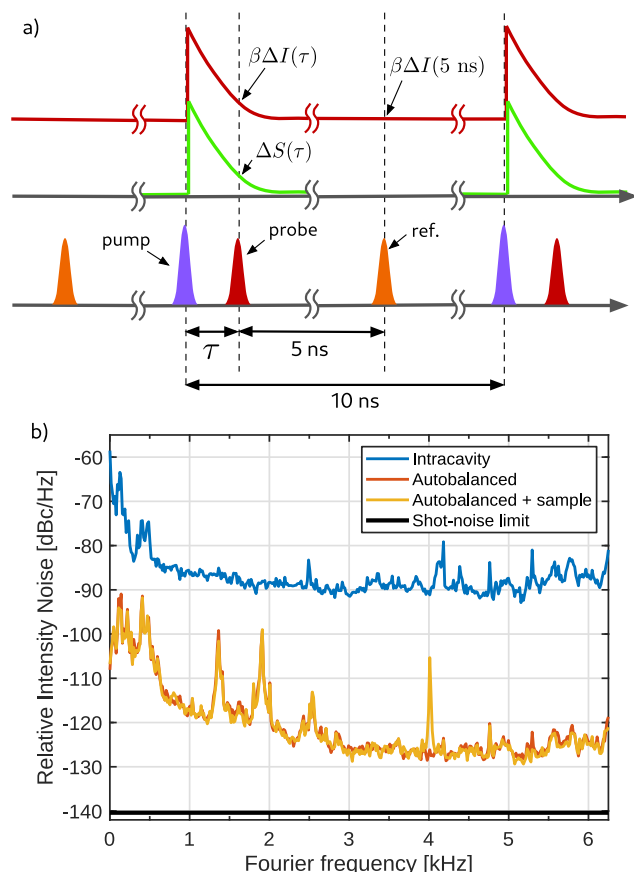 a)
βΔI(τ)
βΔI(5 ns)
ΔS(τ)
pump
probe
ref.
τ
5 ns
10 ns
b)
Relative Intensity Noise [dBc/Hz]
-60
-70
-80
-90
-100
-110
-120
-130
-140
Intracavity
Autobalanced
Autobalanced + sample
Shot-noise limit
0 1 2 3 4 5 6
Fourier frequency [kHz]